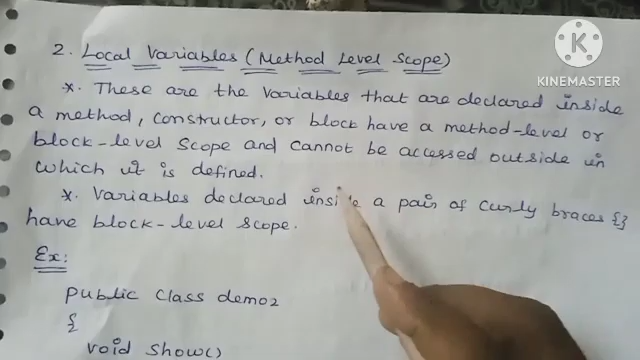 KINEMASTER
2. Local Variables (Method Level Scope)
*. These are the variables that are declared inside
a method, constructor, or block have a method-level or
block-level scope and cannot be accessed outside in
which it is defined.
*. Variables declared inside a pair of curly braces {}
have block-level scope.
Ex:
public class demo2
{
void show()